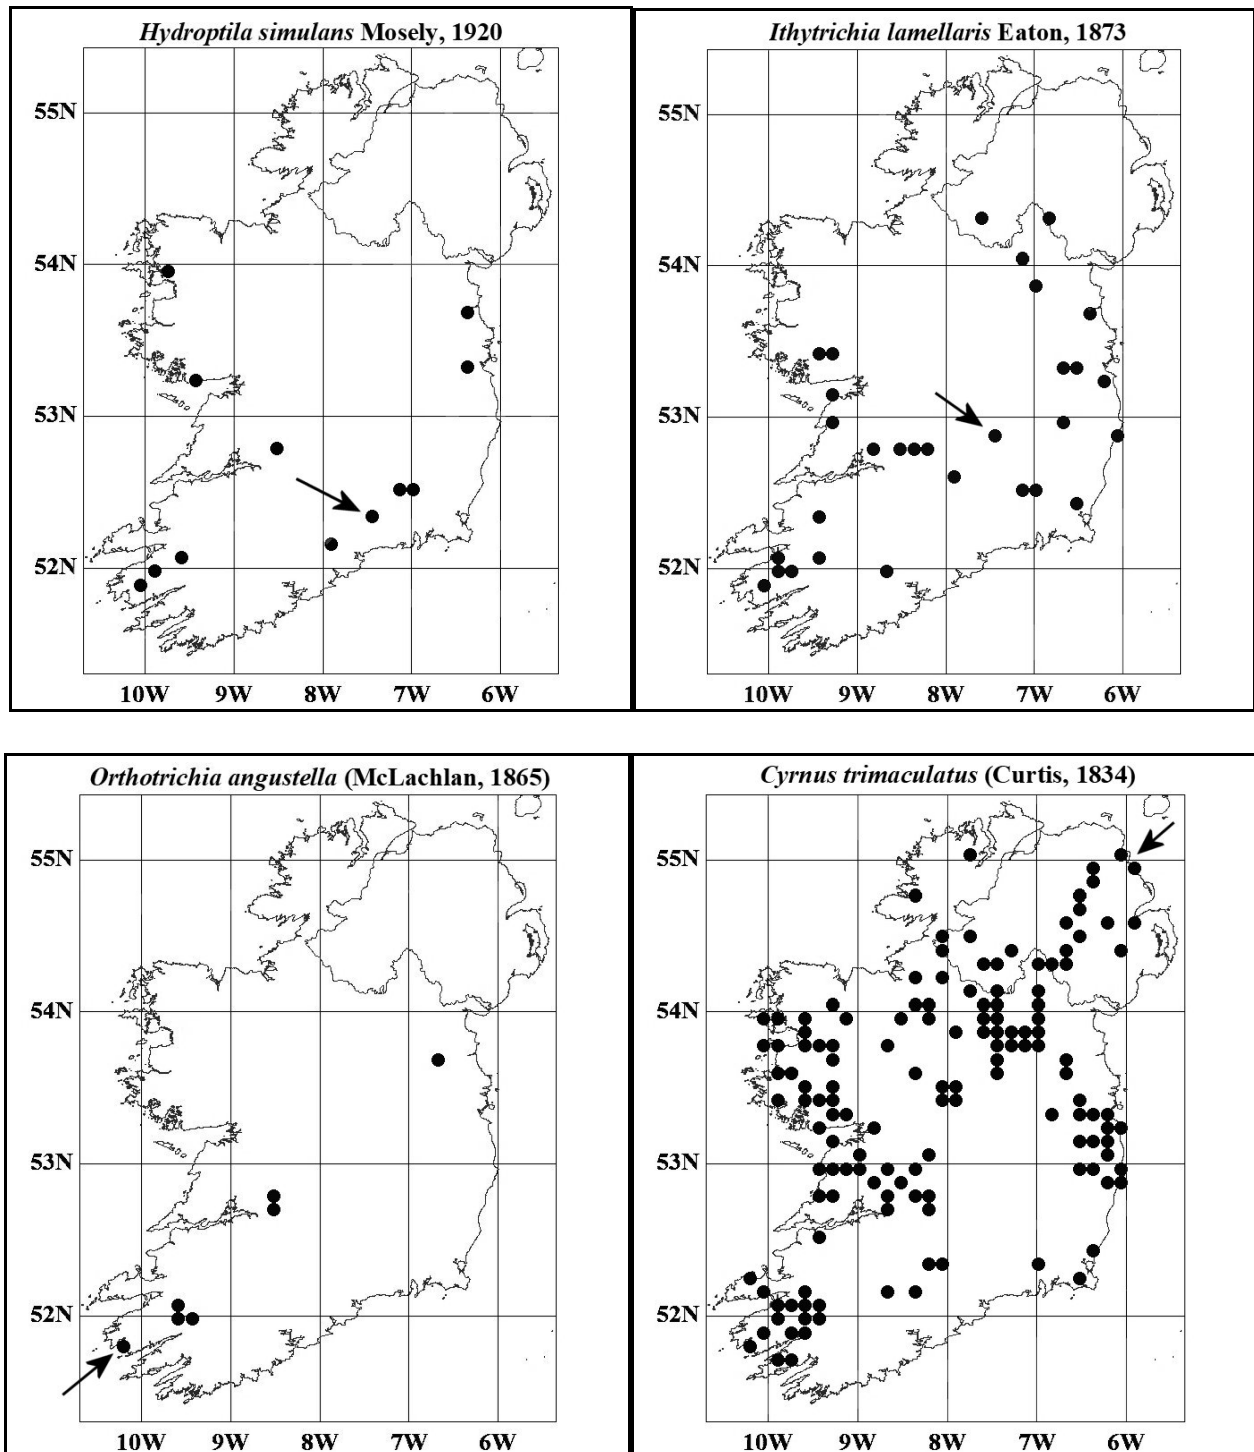 Hydroptila simulans Mosely, 1920
55N
54N
53N
52N
10W 9W 8W 7W 6W
Ithytrichia lamellaris Eaton, 1873
55N
54N
53N
52N
10W 9W 8W 7W 6W
Orthotrichia angustella (McLachlan, 1865)
55N
54N
53N
52N
10W 9W 8W 7W 6W
Cyrnus trimaculatus (Curtis, 1834)
55N
54N
53N
52N
10W 9W 8W 7W 6W